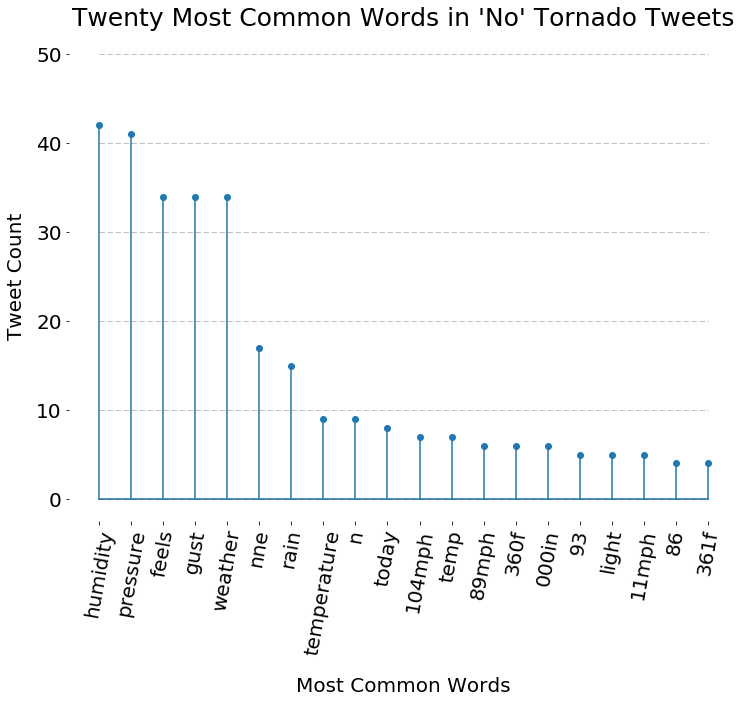 Twenty Most Common Words in 'No' Tornado Tweets
50
40
30
20
10
0
Tweet Count
humidity
pressure
feels
gust
weather
nne
rain
temperature
n
today
104mph
temp
89mph
360f
000in
93
light
11mph
86
361f
Most Common Words